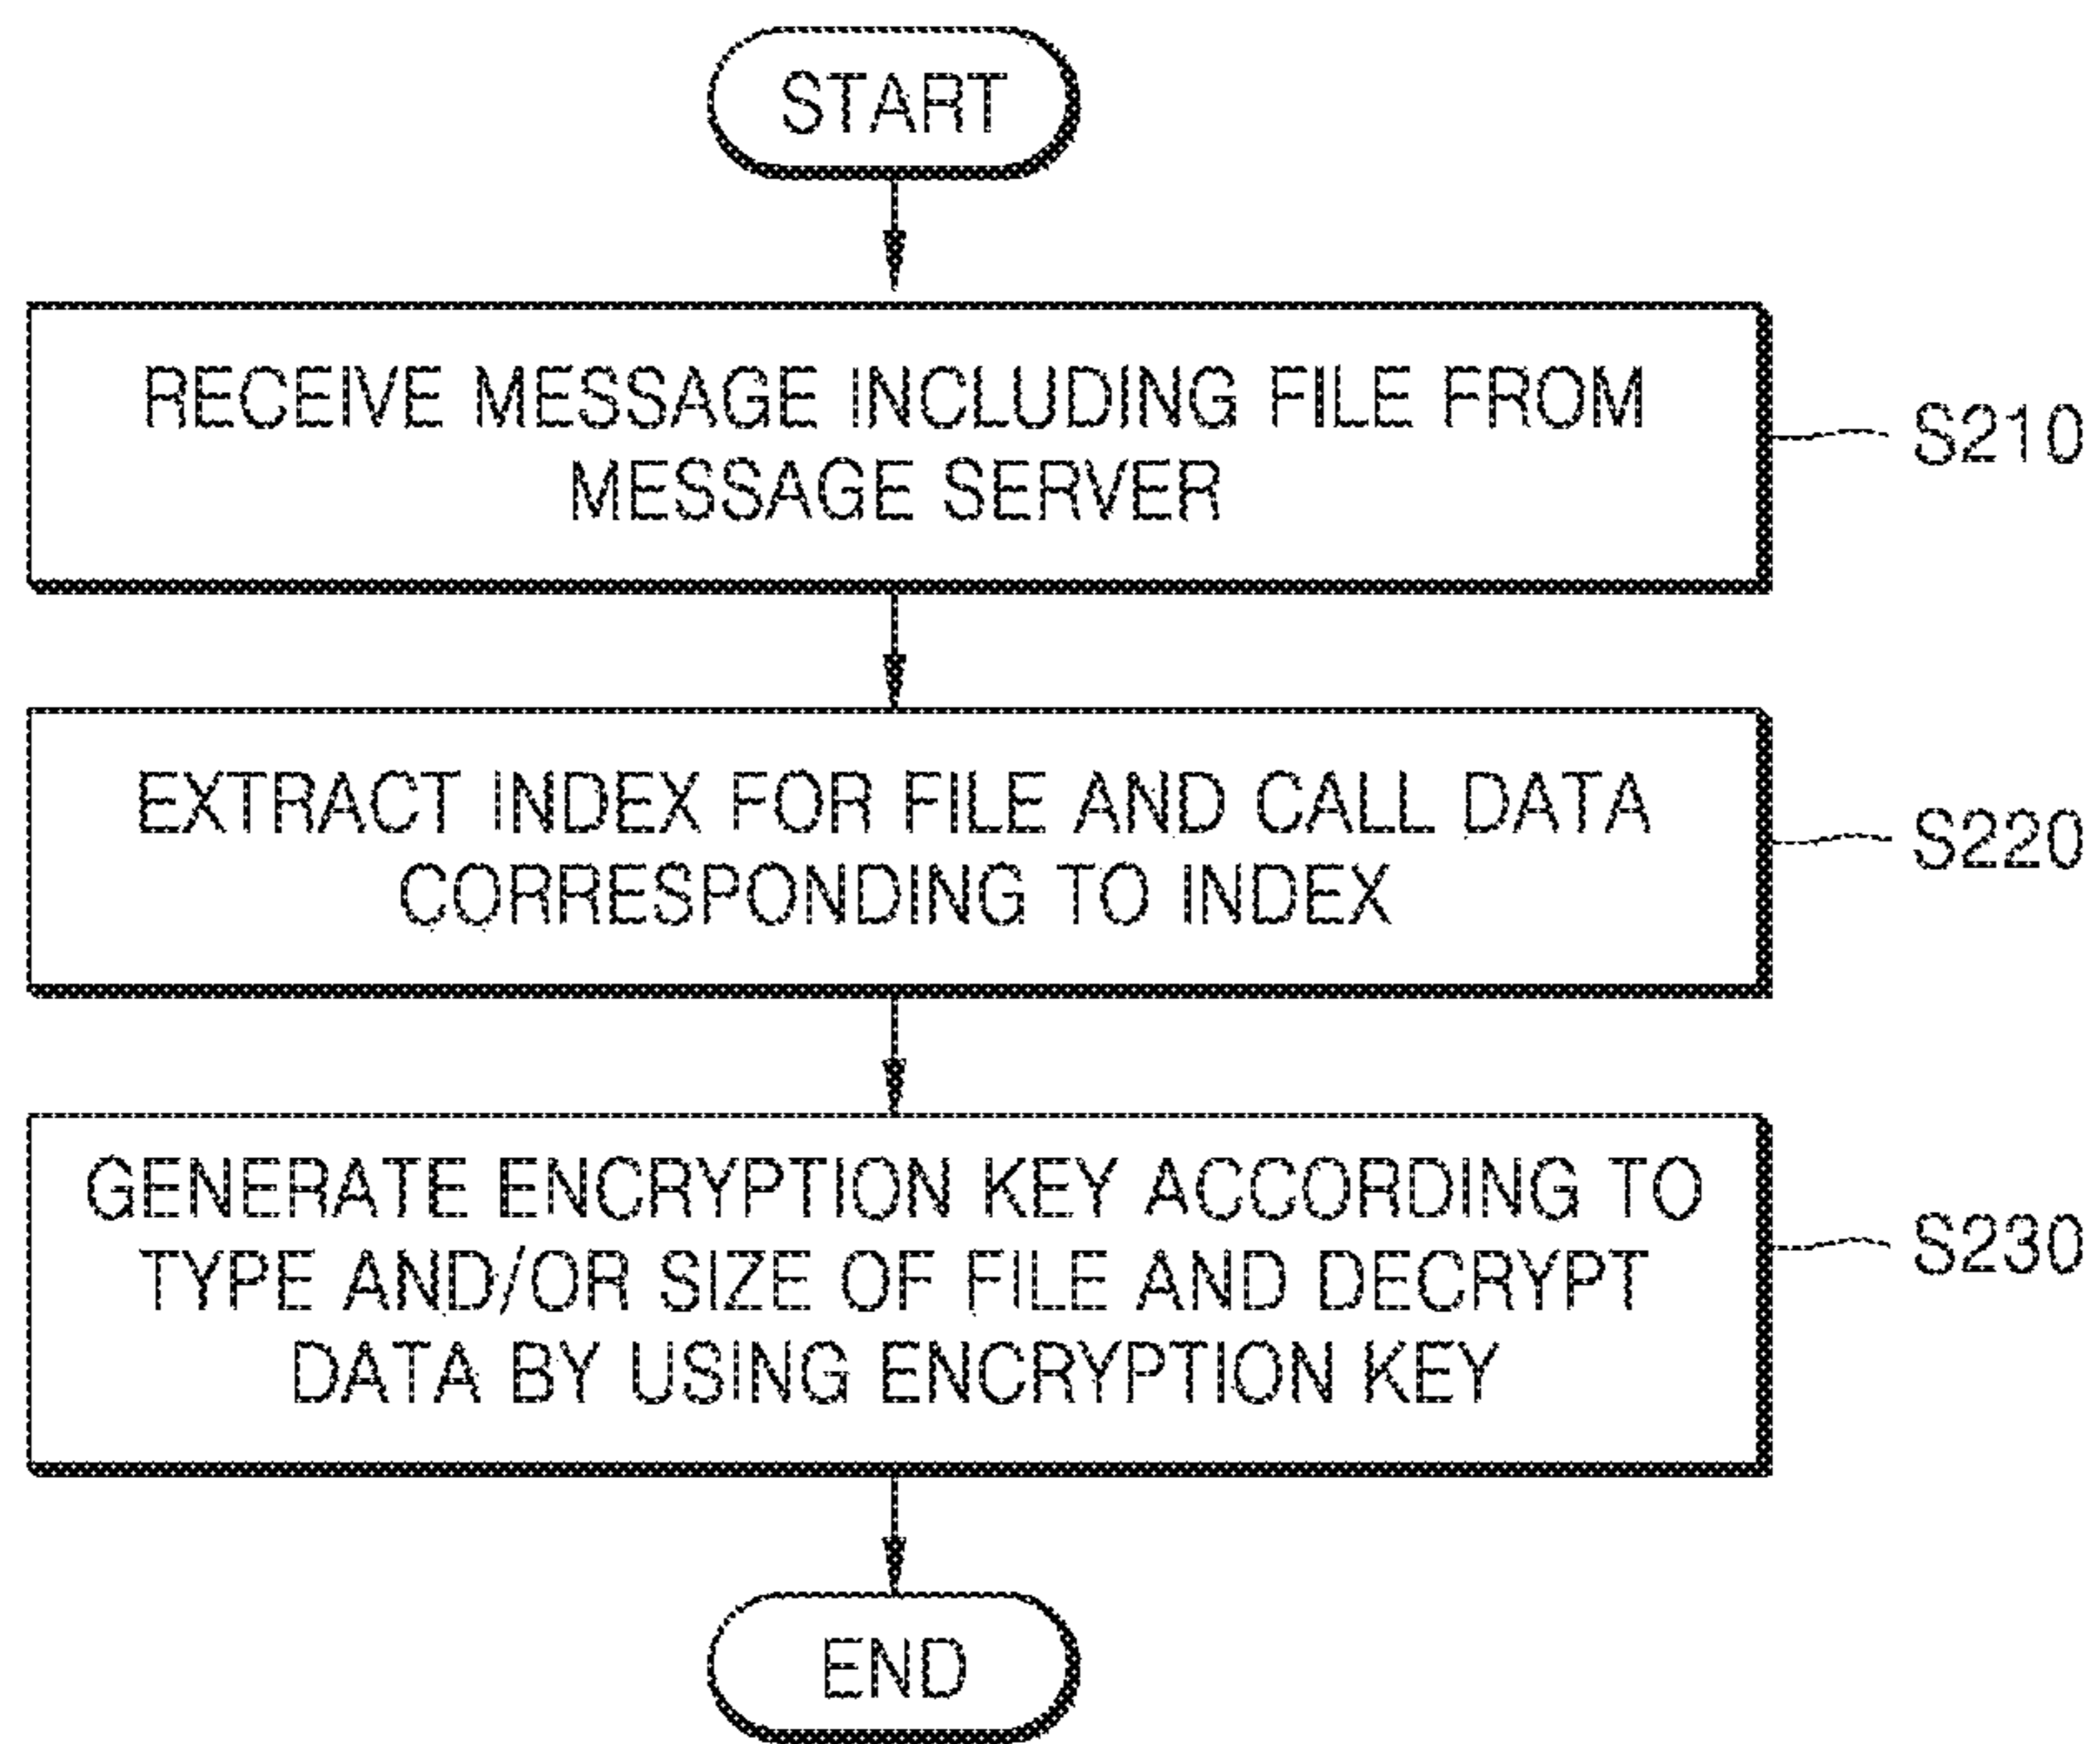 START
RECEIVE MESSAGE INCLUDING FILE FROM
MESSAGE SERVER
S210
EXTRACT INDEX FOR FILE AND CALL DATA
CORRESPONDING TO INDEX
S220
GENERATE ENCRYPTION KEY ACCORDING TO
TYPE AND/OR SIZE OF FILE AND DECRYPT
DATA BY USING ENCRYPTION KEY
S230
END